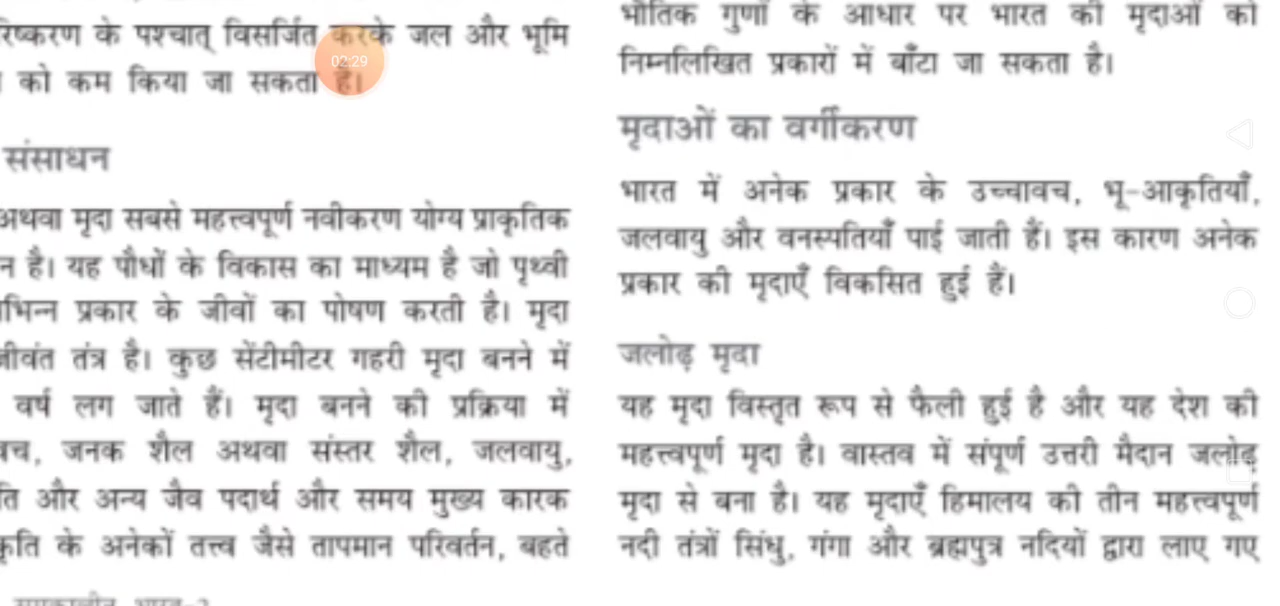 के पश्चात् विसर्जित करके जल और भूमि
को कम किया जा सकता है।
संसाधन
अथवा मृदा सबसे महत्त्वपूर्ण नवीकरण योग्य प्राकृतिक
न है। यह पौधों के विकास का माध्यम है जो पृथ्वी
भिन्न प्रकार के जीवों का पोषण करती है। मृदा
जीवंत तंत्र है। कुछ सेंटीमीटर गहरी मृदा बनने में
वर्ष लग जाते हैं। मृदा बनने की प्रक्रिया में
वच, जनक शैल अथवा संस्तर शैल, जलवायु,
ति और अन्य जैव पदार्थ और समय मुख्य कारक
कृति के अनेकों तत्त्व जैसे तापमान परिवर्तन, बहते
02:29
भौतिक गुणों के आधार पर भारत की मृदाओं को
निम्नलिखित प्रकारों में बाँटा जा सकता है।
मृदाओं का वर्गीकरण
भारत में अनेक प्रकार के उच्चावच, भू-आकृतियाँ,
जलवायु और वनस्पतियाँ पाई जाती हैं। इस कारण अनेक
प्रकार की मृदाएँ विकसित हुई हैं।
जलोढ़ मृदा
यह मृदा विस्तृत रूप से फैली हुई है और यह देश की
महत्त्वपूर्ण मृदा है। वास्तव में संपूर्ण उत्तरी मैदान जलोढ़
मृदा से बना है। यह मृदाएँ हिमालय की तीन महत्त्वपूर्ण
नदी तंत्रों सिंधु, गंगा और ब्रह्मपुत्र नदियों द्वारा लाए गए